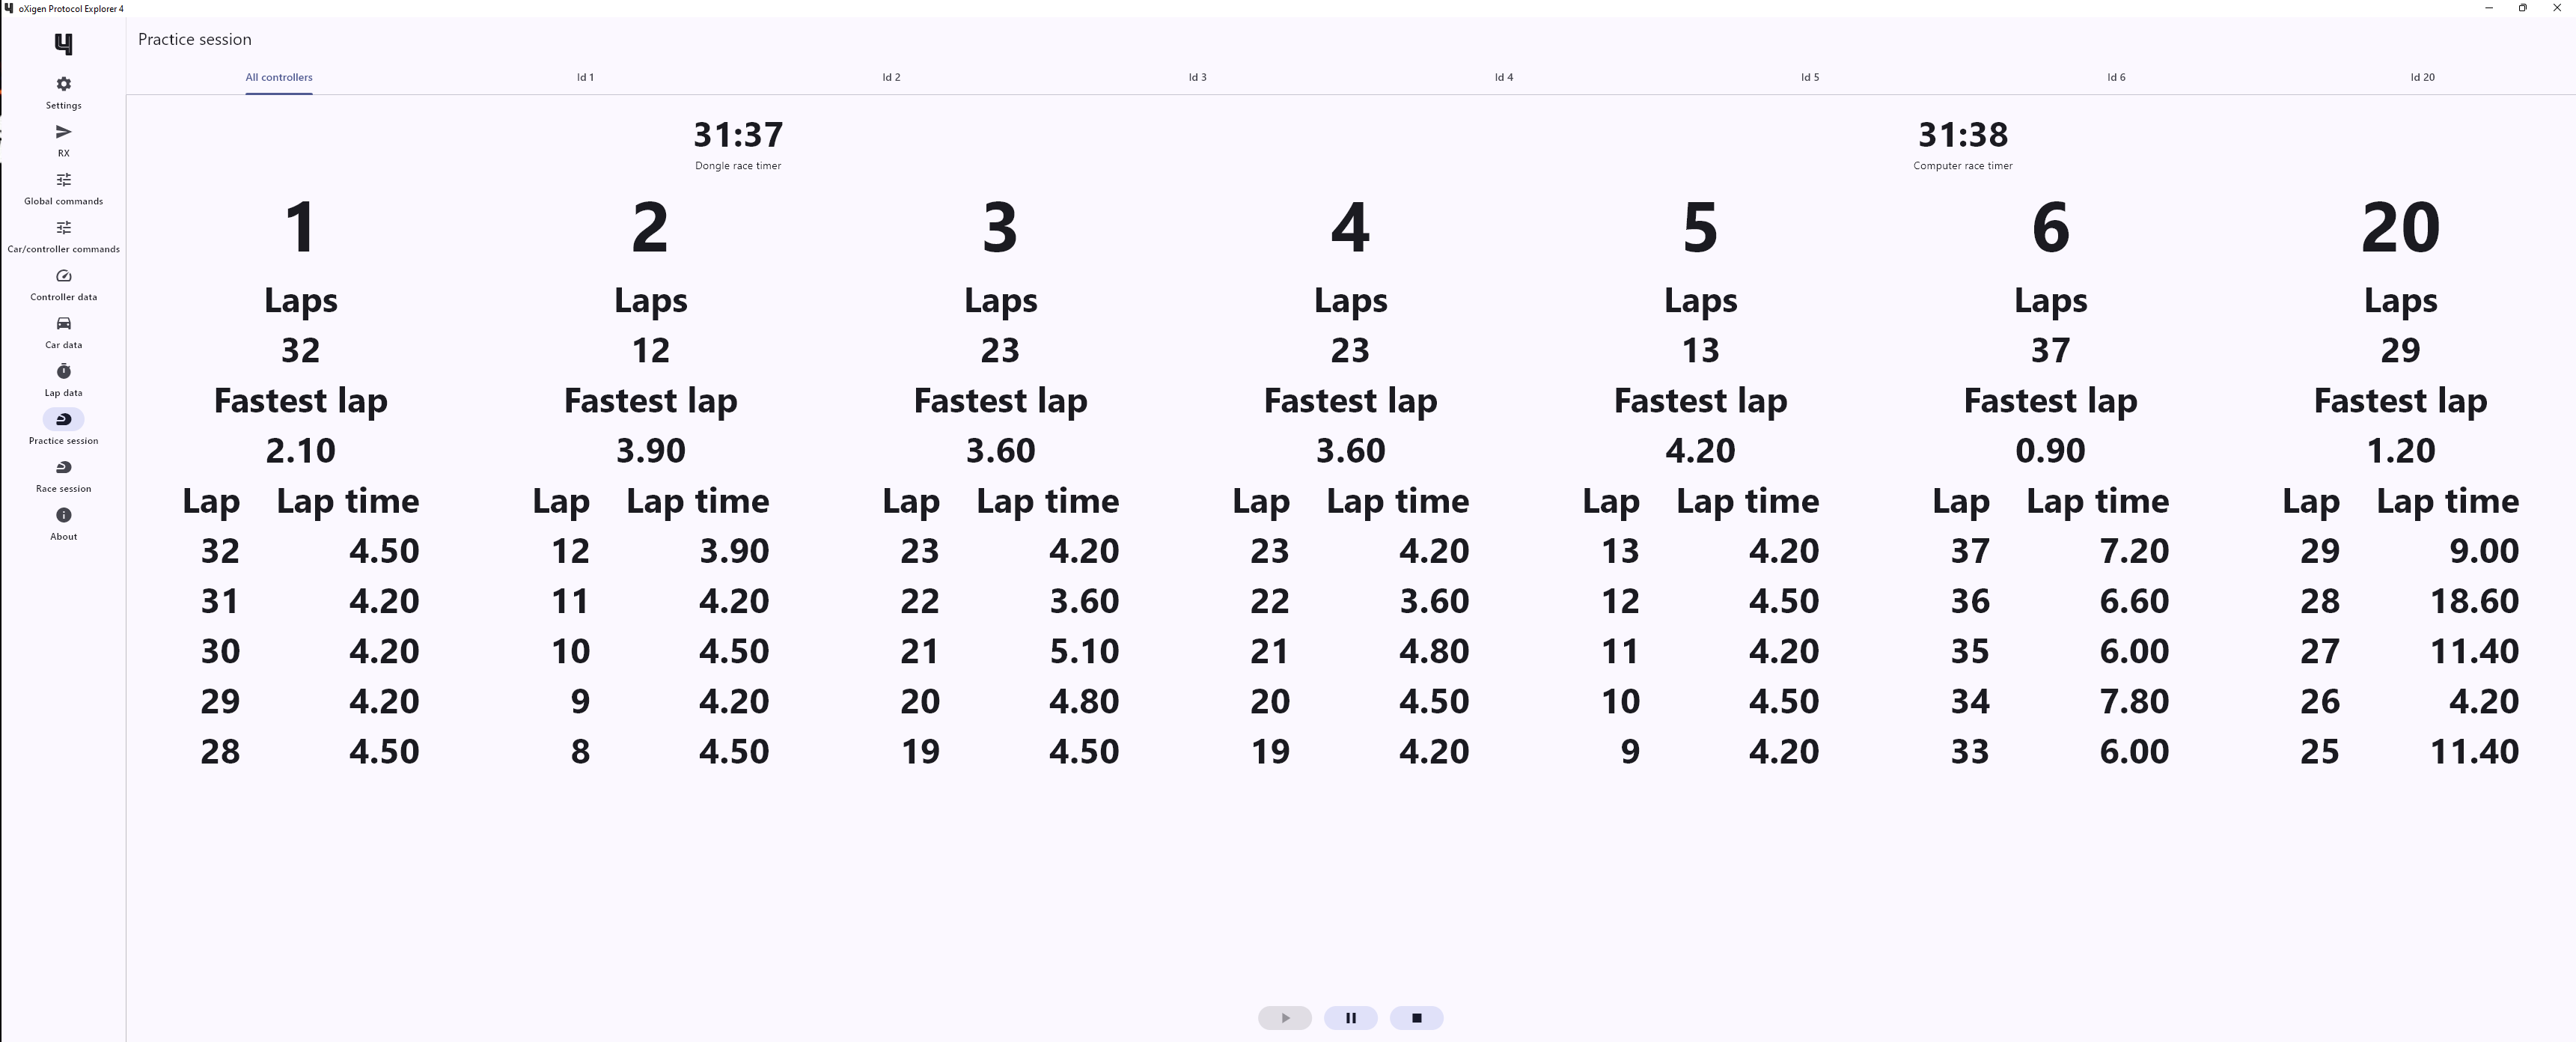 oXigen Protocol Explorer 4
Practice session
Settings
RX
Global commands
Car/controller commands
Controller data
Car data
Lap data
Practice session
Race session
About
All controllers Id 1 Id 2 Id 3 Id 4 Id 5 Id 6 Id 20
31:37 31:38
Dongle race timer Computer race timer
1 2 3 4 5 6 20
Laps Laps Laps Laps Laps Laps Laps
32 12 23 23 13 37 29
Fastest lap Fastest lap Fastest lap Fastest lap Fastest lap Fastest lap Fastest lap
2.10 3.90 3.60 3.60 4.20 0.90 1.20
Lap Lap time Lap Lap time Lap Lap time Lap Lap time Lap Lap time Lap Lap time Lap Lap time
32 4.50 12 3.90 23 4.20 23 4.20 13 4.20 37 7.20 29 9.00
31 4.20 11 4.20 22 3.60 22 3.60 12 4.50 36 6.60 28 18.60
30 4.20 10 4.50 21 5.10 21 4.80 11 4.20 35 6.00 27 11.40
29 4.20 9 4.20 20 4.80 20 4.50 10 4.50 34 7.80 26 4.20
28 4.50 8 4.50 19 4.50 19 4.20 9 4.20 33 6.00 25 11.40